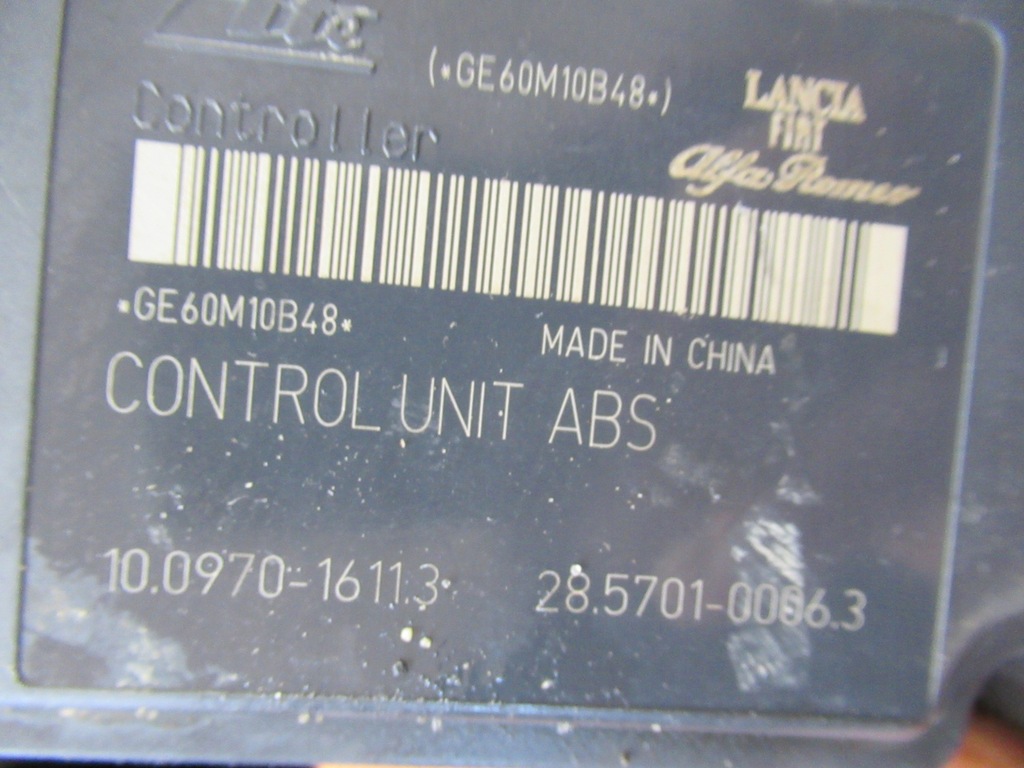 Ate
(*GE60M10B48*)
LANCIA
FIAT
Alfa Romeo
Controller
*GE60M10B48*
MADE IN CHINA
CONTROL UNIT ABS
10.0970-1611.3
28.5701-0006.3